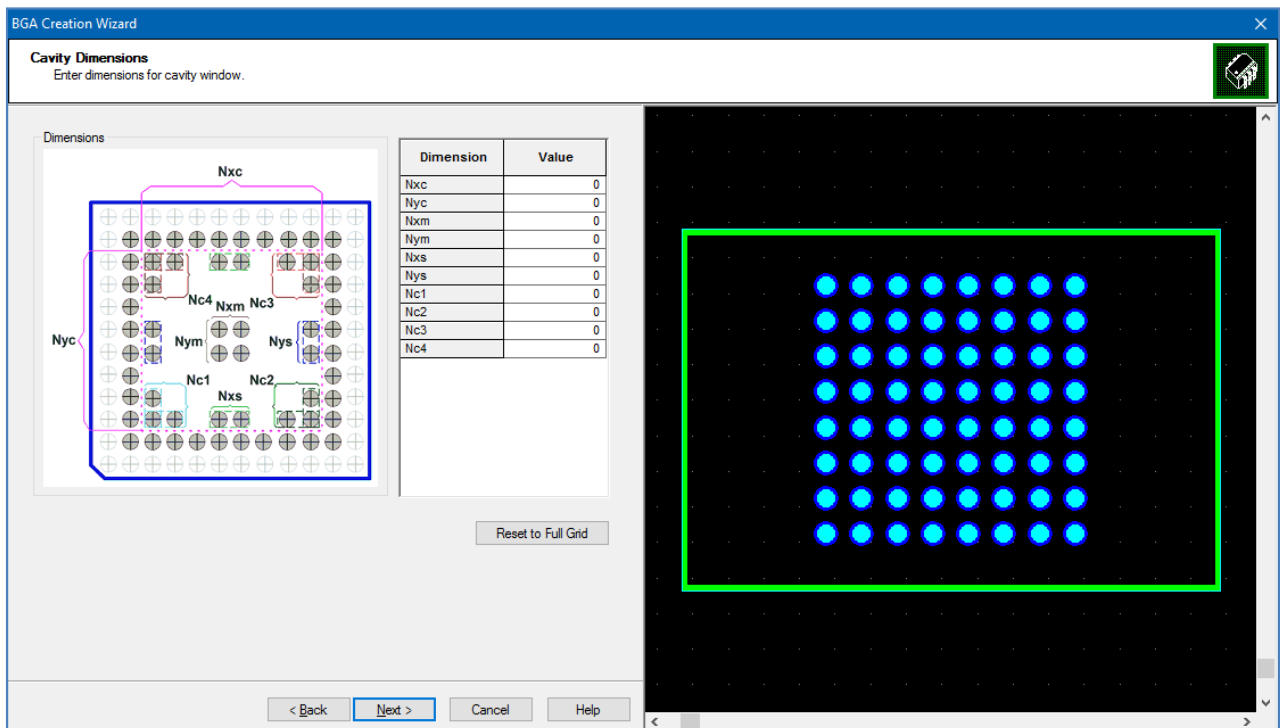 BGA Creation Wizard
Cavity Dimensions
Enter dimensions for cavity window.
Dimensions
Nxc
Nyc
Nc4
Nxm
Nc3
Nym
Nys
Nc1
Nc2
Nxs
Dimension Value
Nxc 0
Nyc 0
Nxm 0
Nym 0
Nxs 0
Nys 0
Nc1 0
Nc2 0
Nc3 0
Nc4 0
Reset to Full Grid
< Back
Next >
Cancel
Help